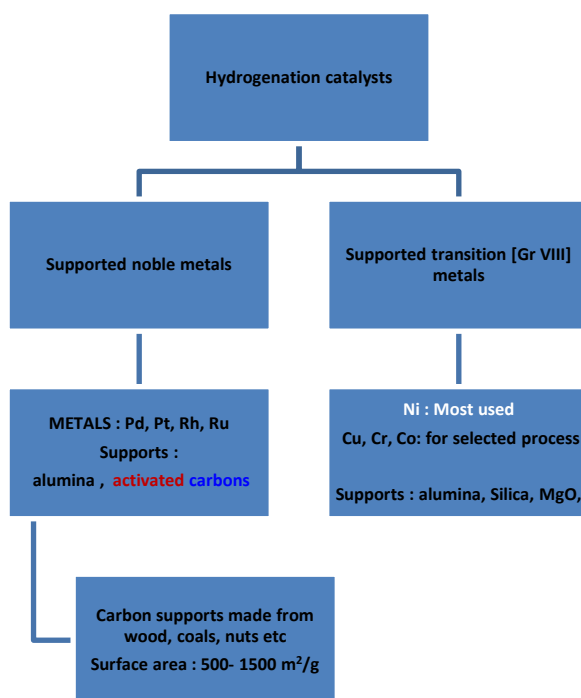 Hydrogenation catalysts
Supported noble metals
Supported transition [Gr VIII]
metals
METALS : Pd, Pt, Rh, Ru
Supports :
alumina , activated carbons
Ni : Most used
Cu, Cr, Co: for selected process
Supports : alumina, Silica, MgO,
Carbon supports made from
wood, coals, nuts etc
Surface area : 500- 1500 m²/g